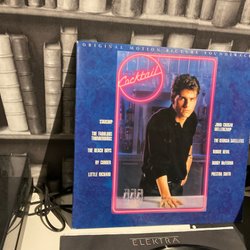 ORIGINAL MOTION PICTURE SOUNDTRACK
Cocktail
STARSHIP
THE FABULOUS
THUNDERBIRDS
THE BEACH BOYS
RY COODER
LITTLE RICHARD
JOHN COUGAR
MELLENCAMP
THE GEORGIA SATELLITES
ROBBIE NEVIL
BOBBY McFERRIN
PRESTON SMITH
ELEKTRA